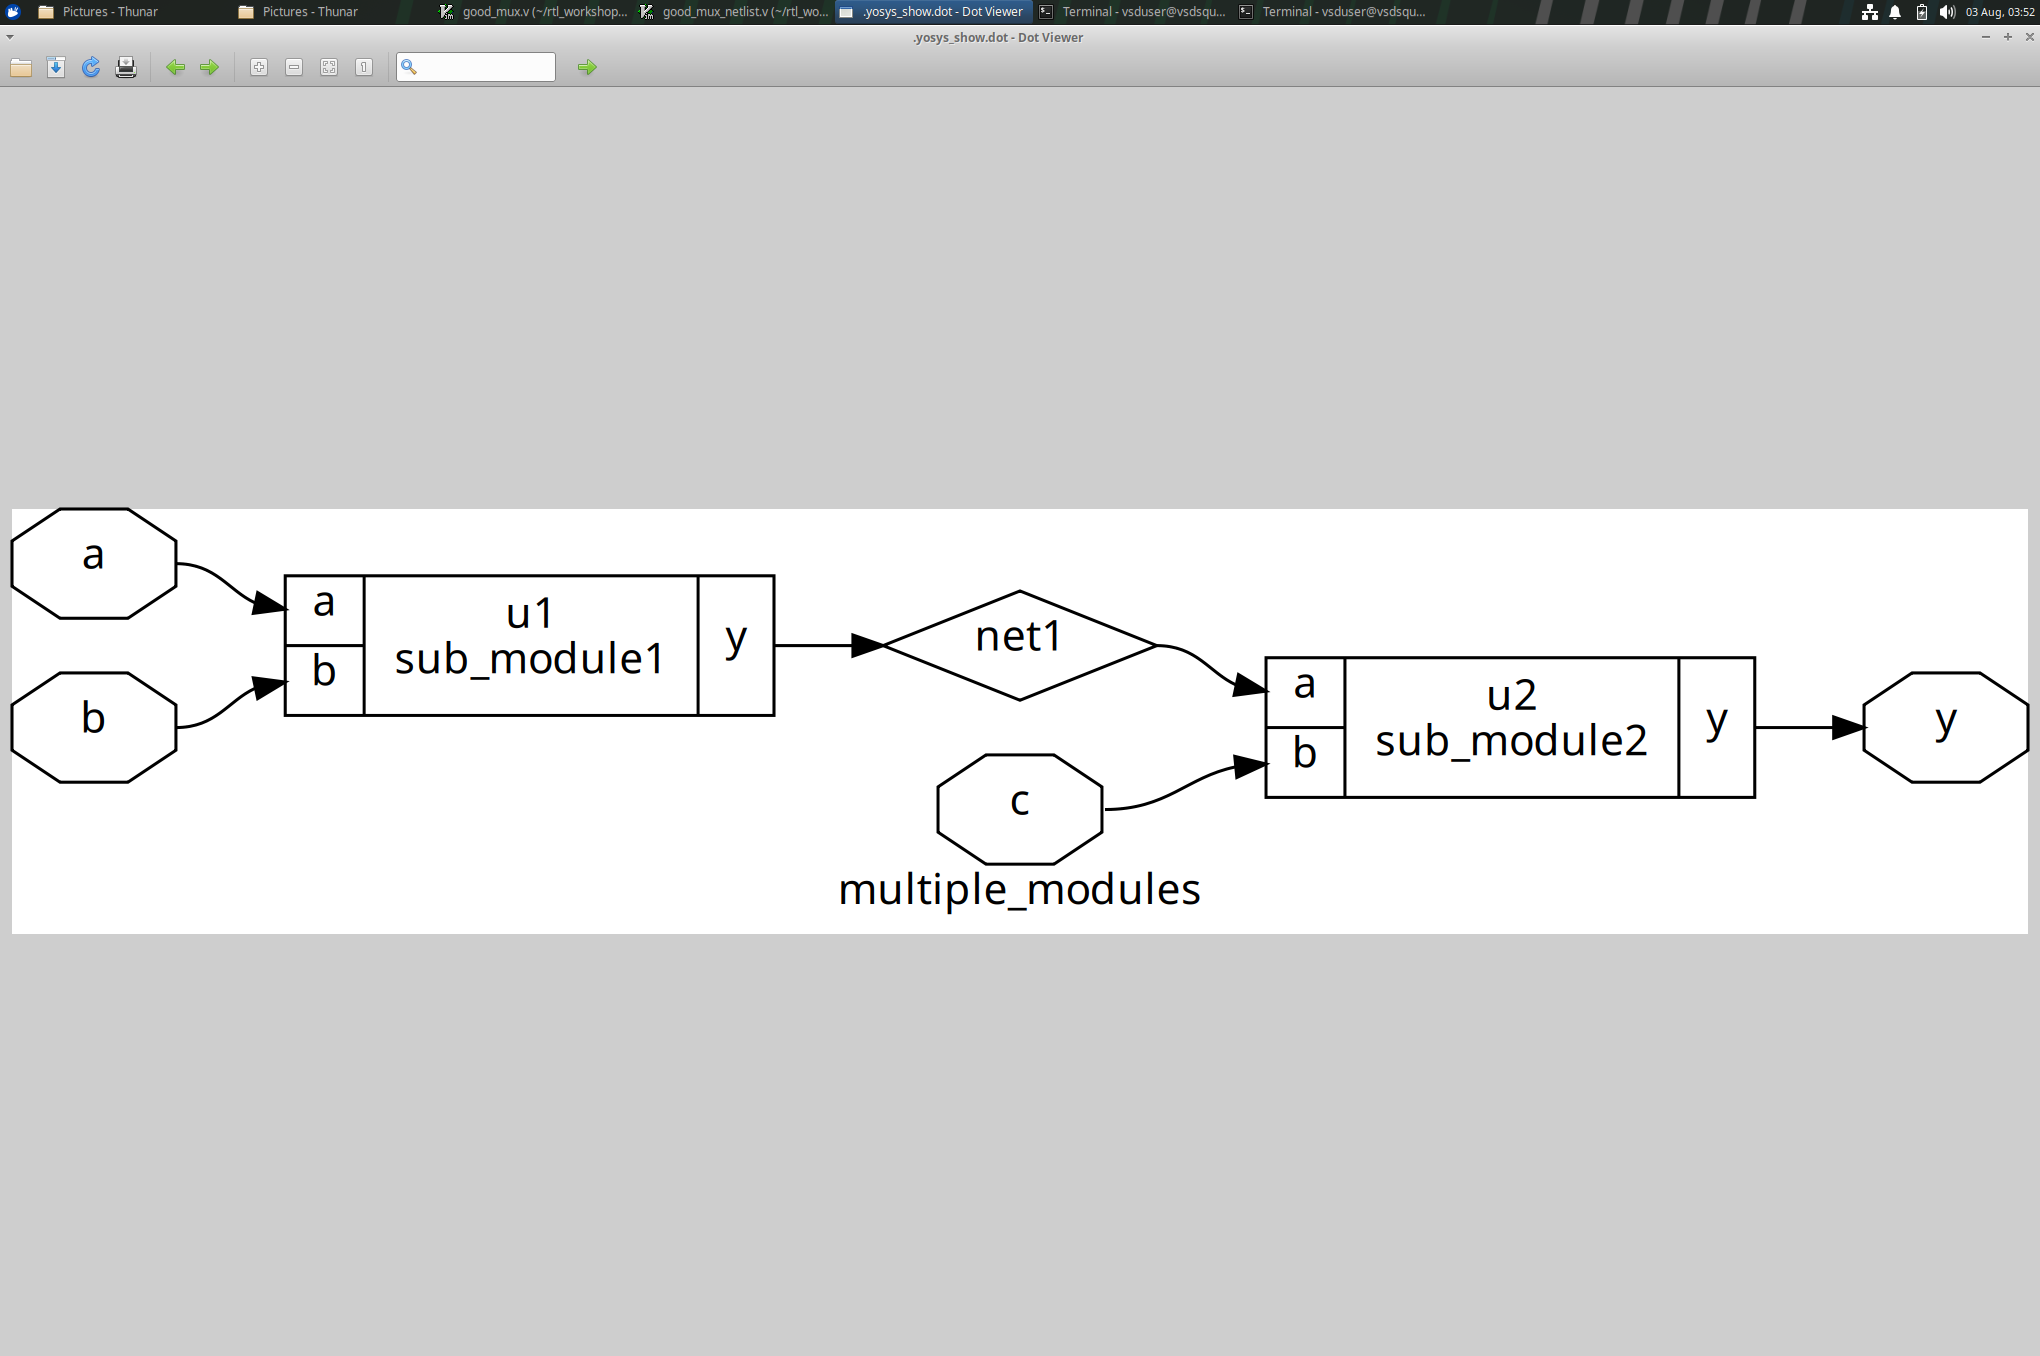 Pictures - Thunar
Pictures - Thunar
good_mux.v (~/rtl_workshop...
good_mux_netlist.v (~/rtl_wo...
.yosys_show.dot - Dot Viewer
Terminal - vsduser@vsdsqu...
Terminal - vsduser@vsdsqu...
03 Aug, 03:52
.yosys_show.dot - Dot Viewer
1
a
a
b
u1
sub_module1
y
b
net1
a
b
u2
sub_module2
y
y
c
multiple_modules